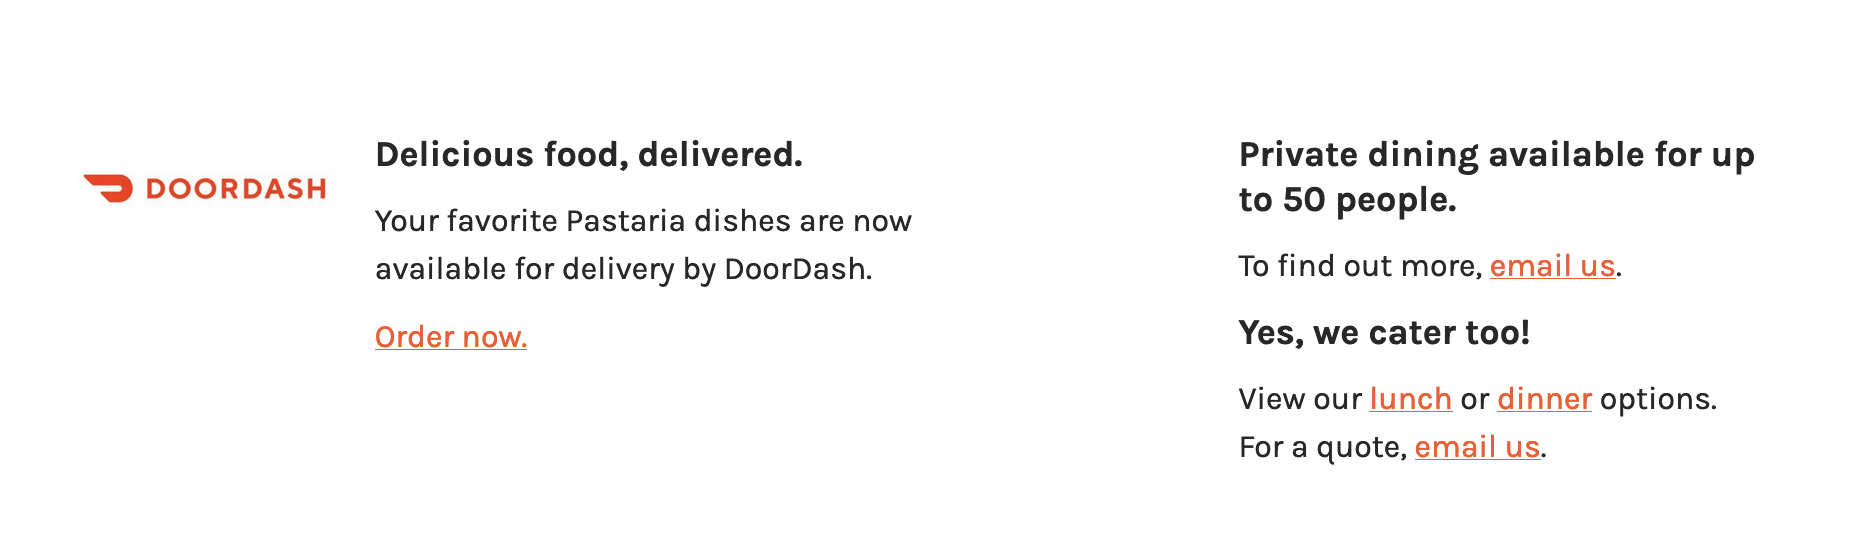 DOORDASH
Delicious food, delivered.
Your favorite Pastaria dishes are now
available for delivery by DoorDash.
Order now.
Private dining available for up
to 50 people.
To find out more, email us.
Yes, we cater too!
View our lunch or dinner options.
For a quote, email us.